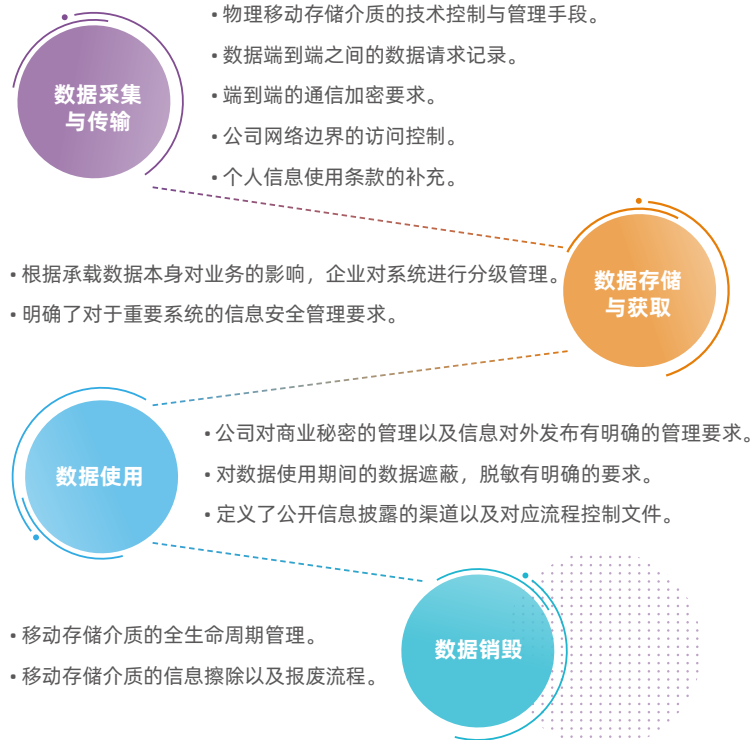 数据采集
与传输
• 物理移动存储介质的技术控制与管理手段。
• 数据端到端之间的数据请求记录。
• 端到端的通信加密要求。
• 公司网络边界的访问控制。
• 个人信息使用条款的补充。
数据存储
与获取
• 根据承载数据本身对业务的影响，企业对系统进行分级管理。
• 明确了对于重要系统的信息安全管理要求。
数据使用
• 公司对商业秘密的管理以及信息对外发布有明确的管理要求。
• 对数据使用期间的数据遮蔽，脱敏有明确的要求。
• 定义了公开信息披露的渠道以及对应流程控制文件。
数据销毁
• 移动存储介质的全生命周期管理。
• 移动存储介质的信息擦除以及报废流程。